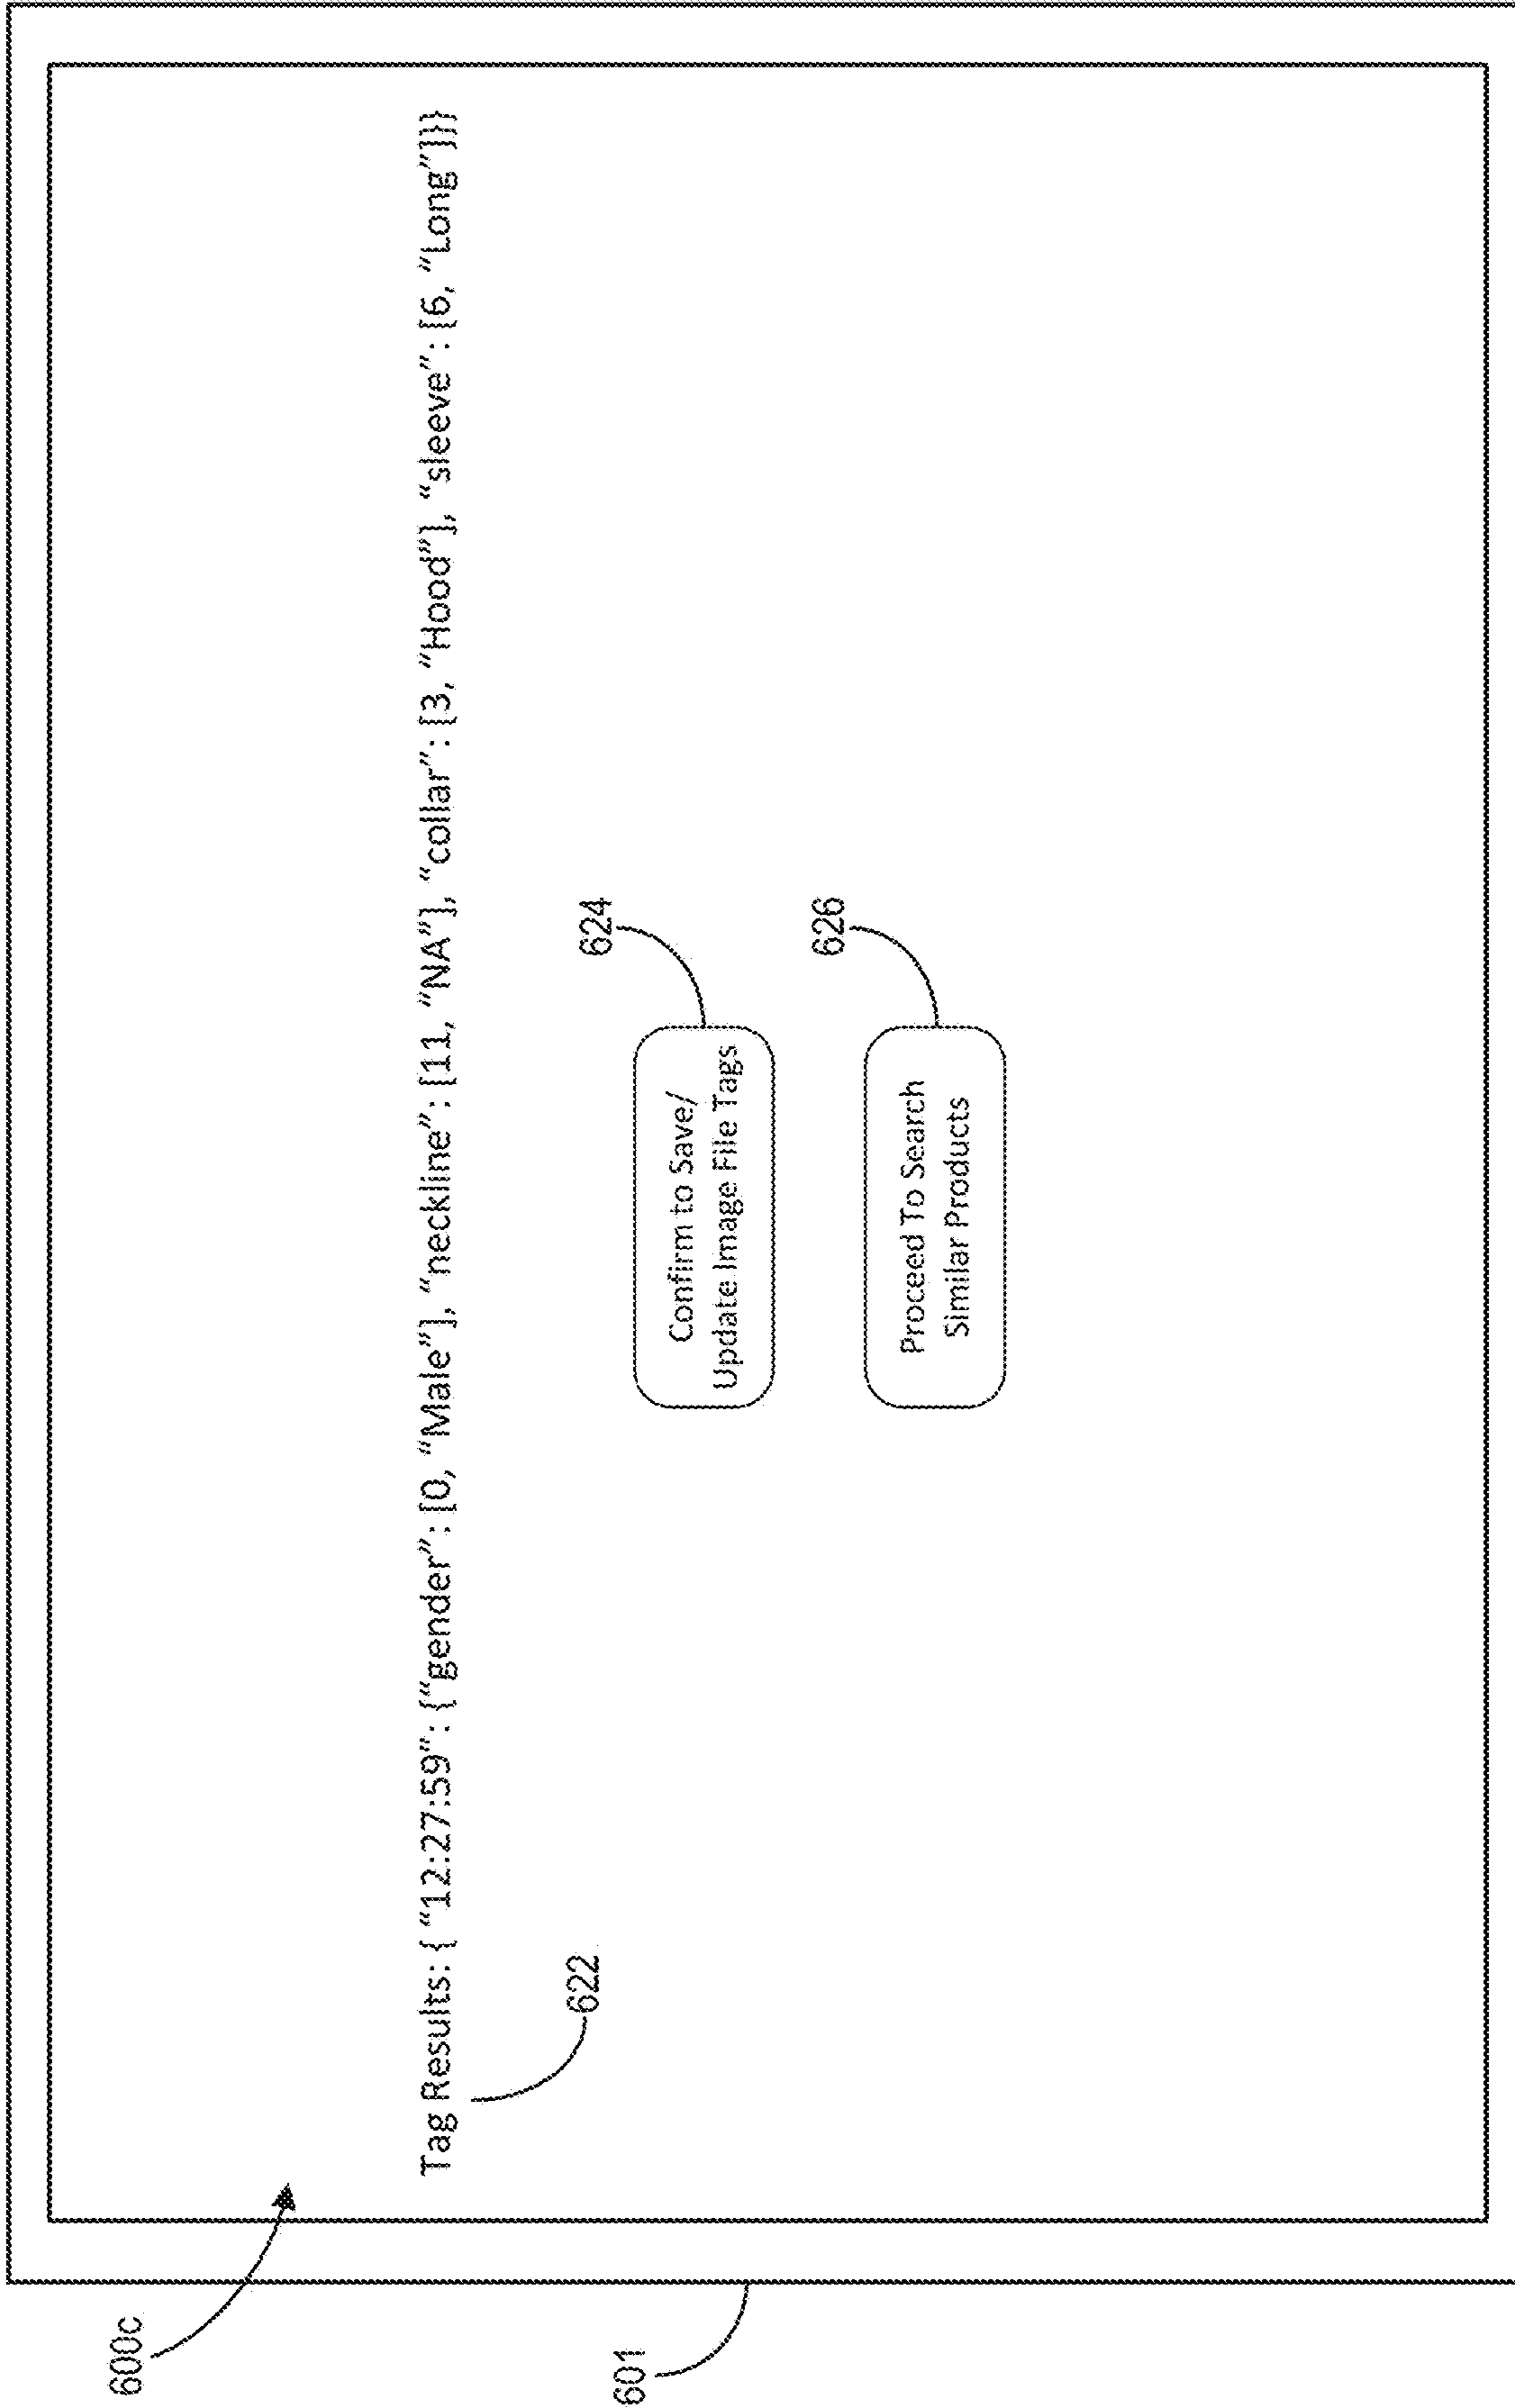 600c
Tag Results: { “12:27:59”: {“gender”: [0, “Male”], “neckline”: [11, “NA”], “collar”: [3, “Hood”], “sleeve”: [6, “Long”]}}
622
624
Confirm to Save/
Update Image File Tags
601
626
Proceed To Search
Similar Products